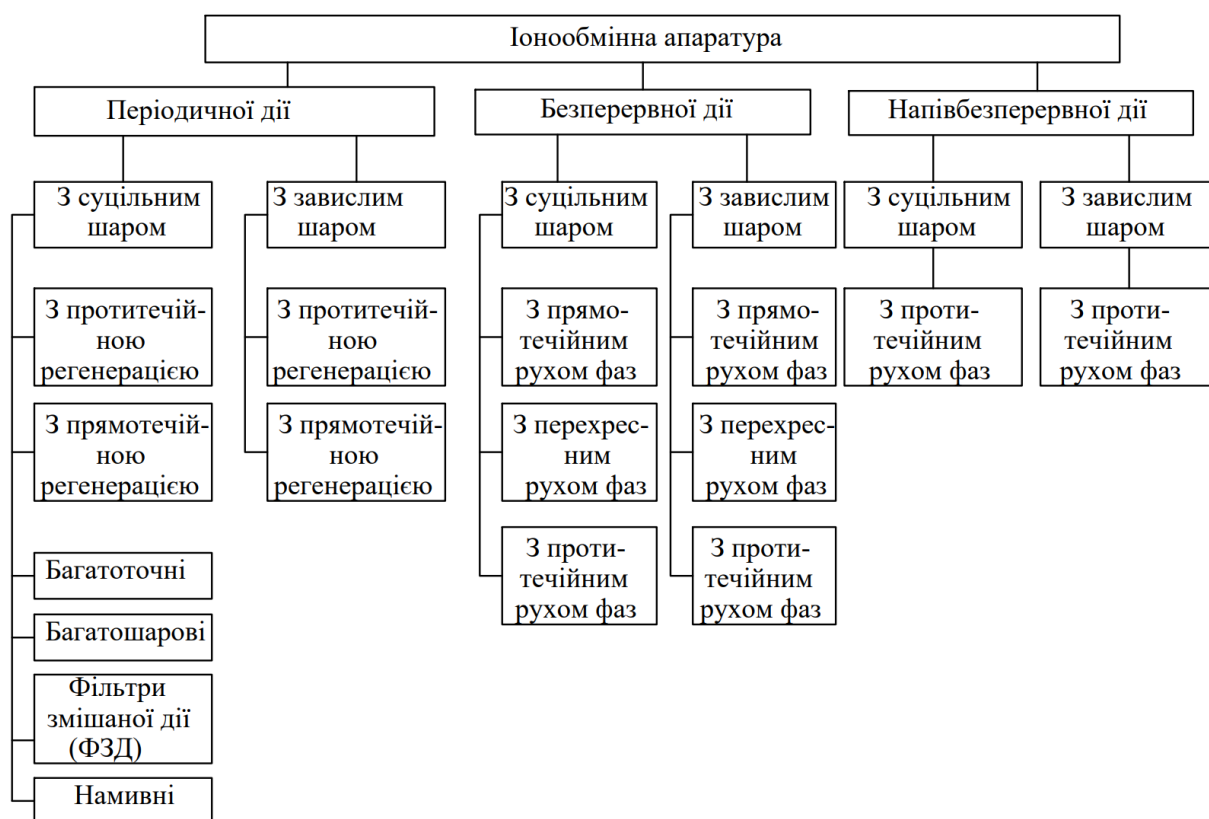 Іонообмінна апаратура
Періодичної дії
Безперервної дії
Напівбезперервної дії
З суцільним
шаром
З завислим
шаром
З суцільним
шаром
З завислим
шаром
З суцільним
шаром
З завислим
шаром
З протитечій-
ною
регенерацією
З протитечій-
ною
регенерацією
З прямо-
течійним
рухом фаз
З прямо-
течійним
рухом фаз
З проти-
течійним
рухом фаз
З проти-
течійним
рухом фаз
З прямотечій-
ною
регенерацією
З прямотечій-
ною
регенерацією
З перехрес-
ним
рухом фаз
З перехрес-
ним
рухом фаз
З проти-
течійним
рухом фаз
З проти-
течійним
рухом фаз
Багатоточні
Багатошарові
Фільтри
змішаної дії
(ФЗД)
Намивні